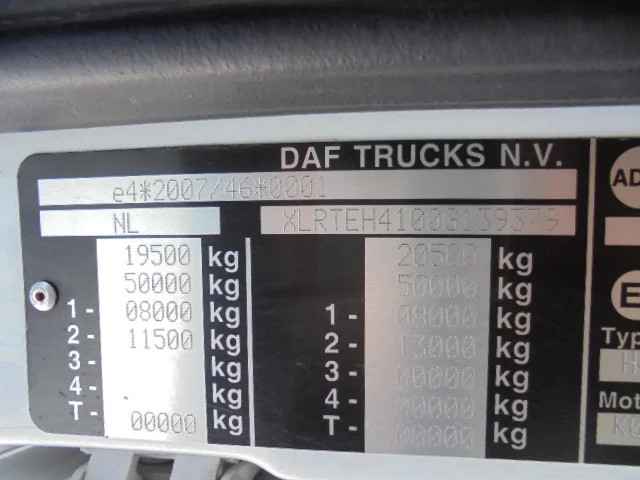 DAF TRUCKS N.V.
e4*2007/46*0001
NL
19500 kg 20500 kg
50000 kg 50000 kg
1- 08000 kg 1- 08000 kg
2- 11500 kg 2- 13000 kg
3- kg 3- 00000 kg
4- kg 4- 00000 kg
T- 00000 kg T- 00000 kg
AD
E
Typ
Mot